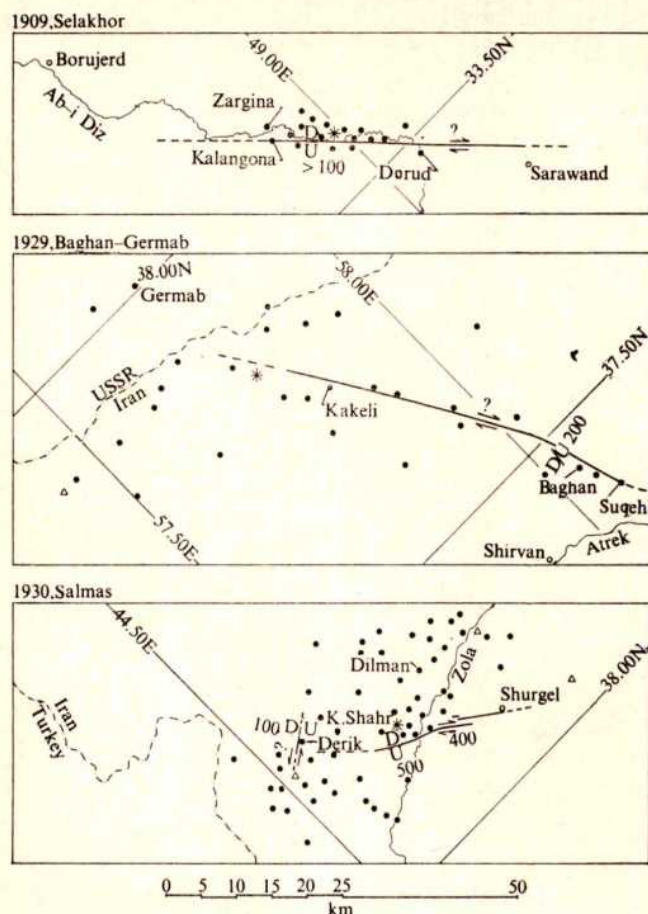 1909, Selakhor
Borujerd
49.00E
33.50N
Ab-i Diz
Zargina
D
?
Kalangona
U
> 100
Dorud
Sarawand
1929, Baghan–Germab
38.00N
Germab
58.00E
37.50N
USSR
Iran
Kakeli
?
D/U 200
Baghan
Suqeh
57.50E
Shirvan
Atrek
1930, Salmas
44.50E
Dilman
Zola
38.00N
Iran
Turkey
Shurgel
100 D U
K.Shahr
?
Derik
D
U
400
500
0 5 10 15 20 25 50
km